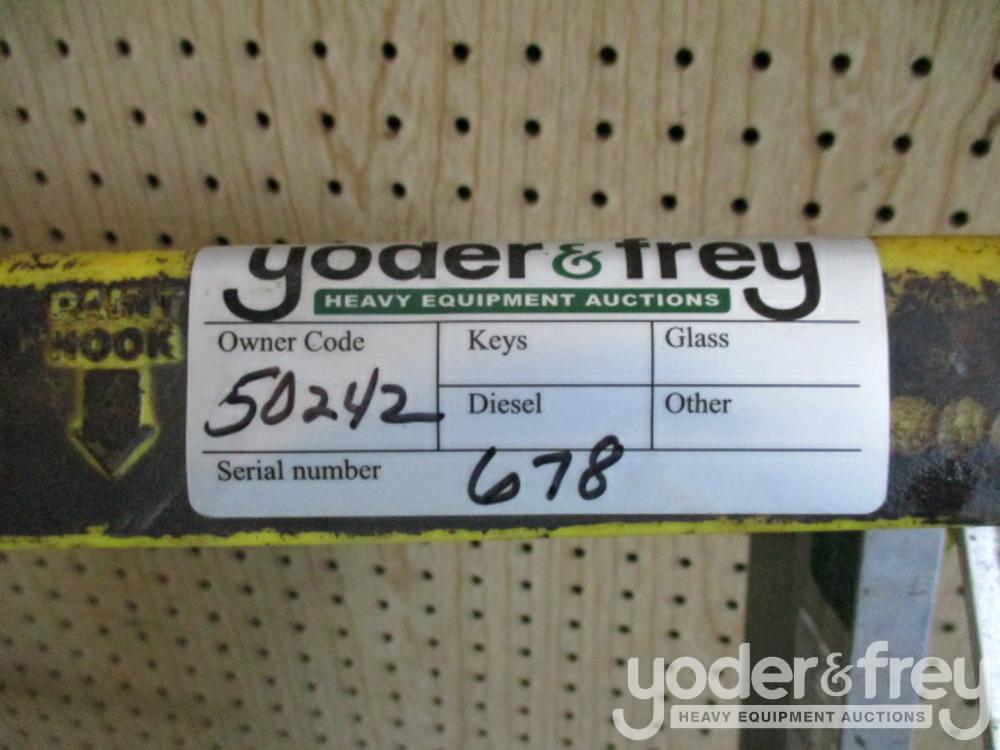 yoder & frey
HEAVY EQUIPMENT AUCTIONS
Owner Code
Keys
Glass
50242
Diesel
Other
Serial number
678
PAINT
HOOK
yoder & frey
HEAVY EQUIPMENT AUCTIONS